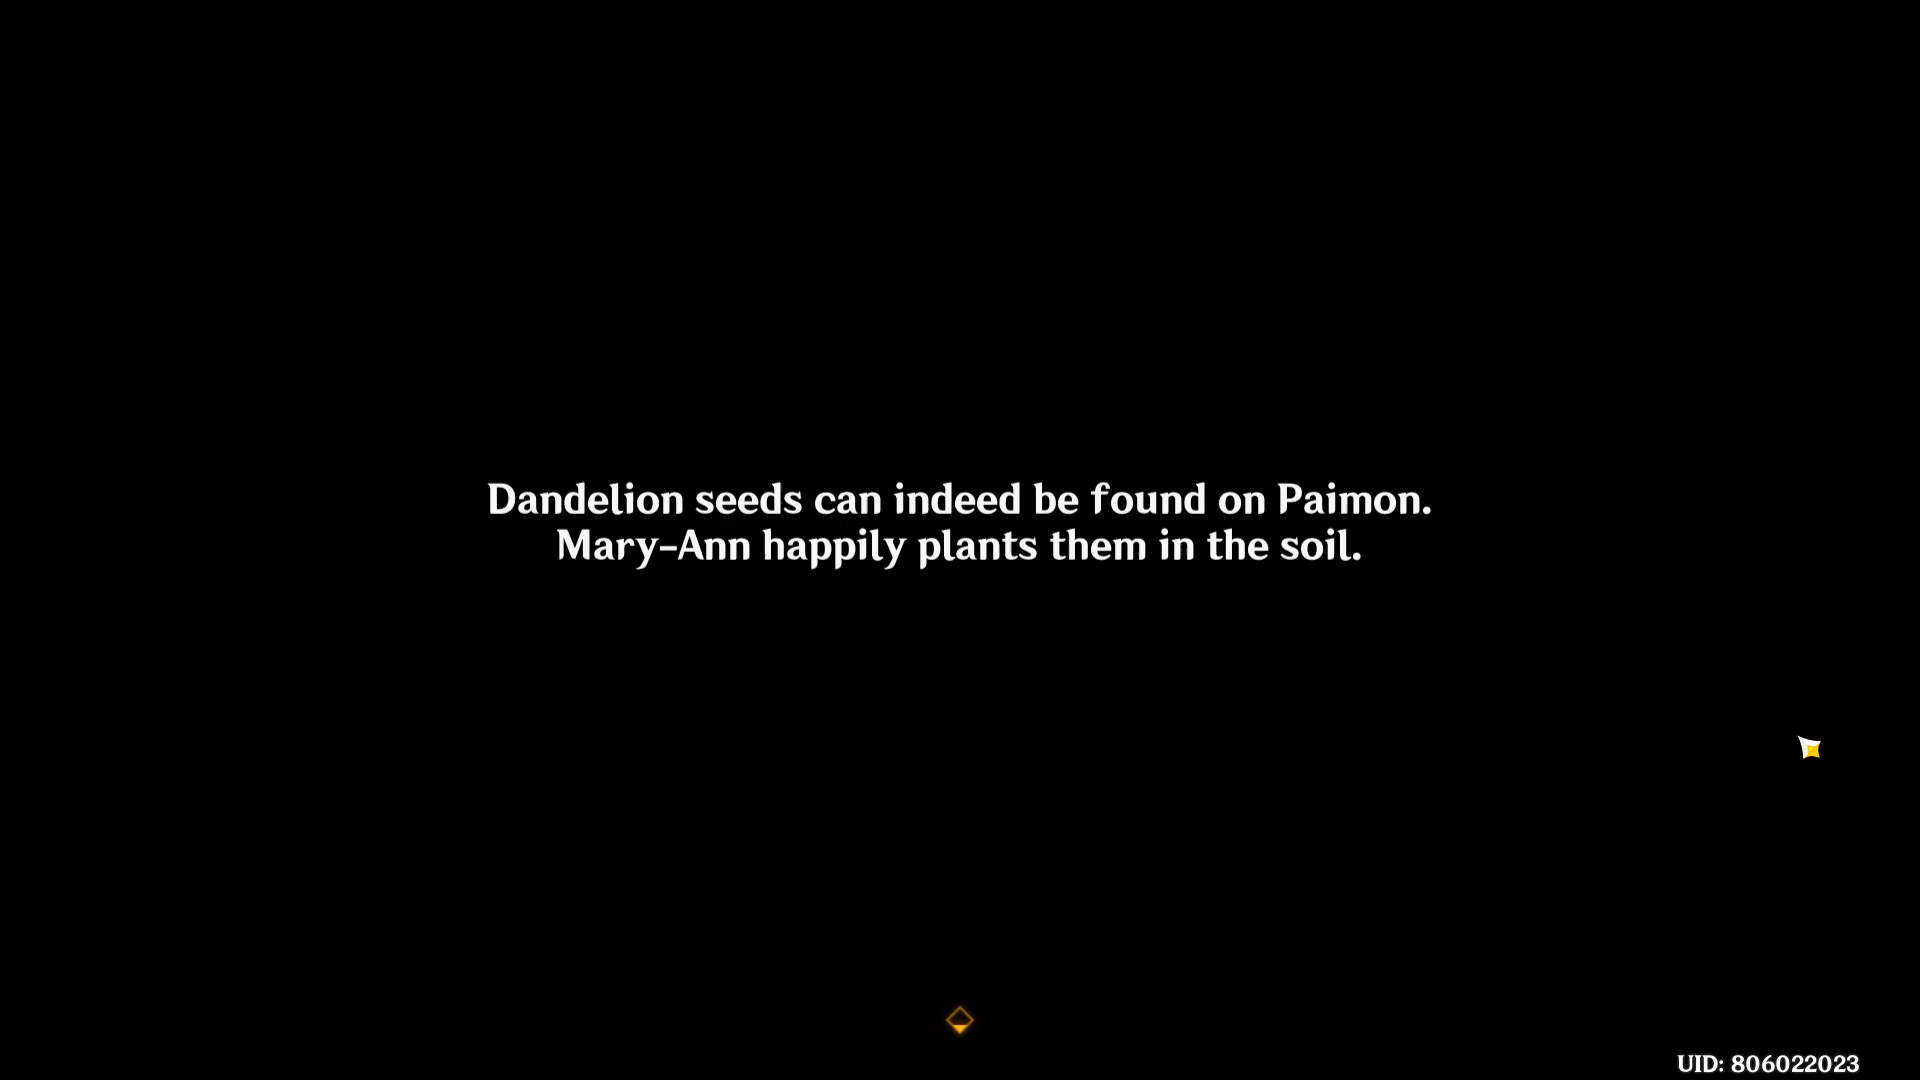 Dandelion seeds can indeed be found on Paimon.
Mary-Ann happily plants them in the soil.
UID: 806022023